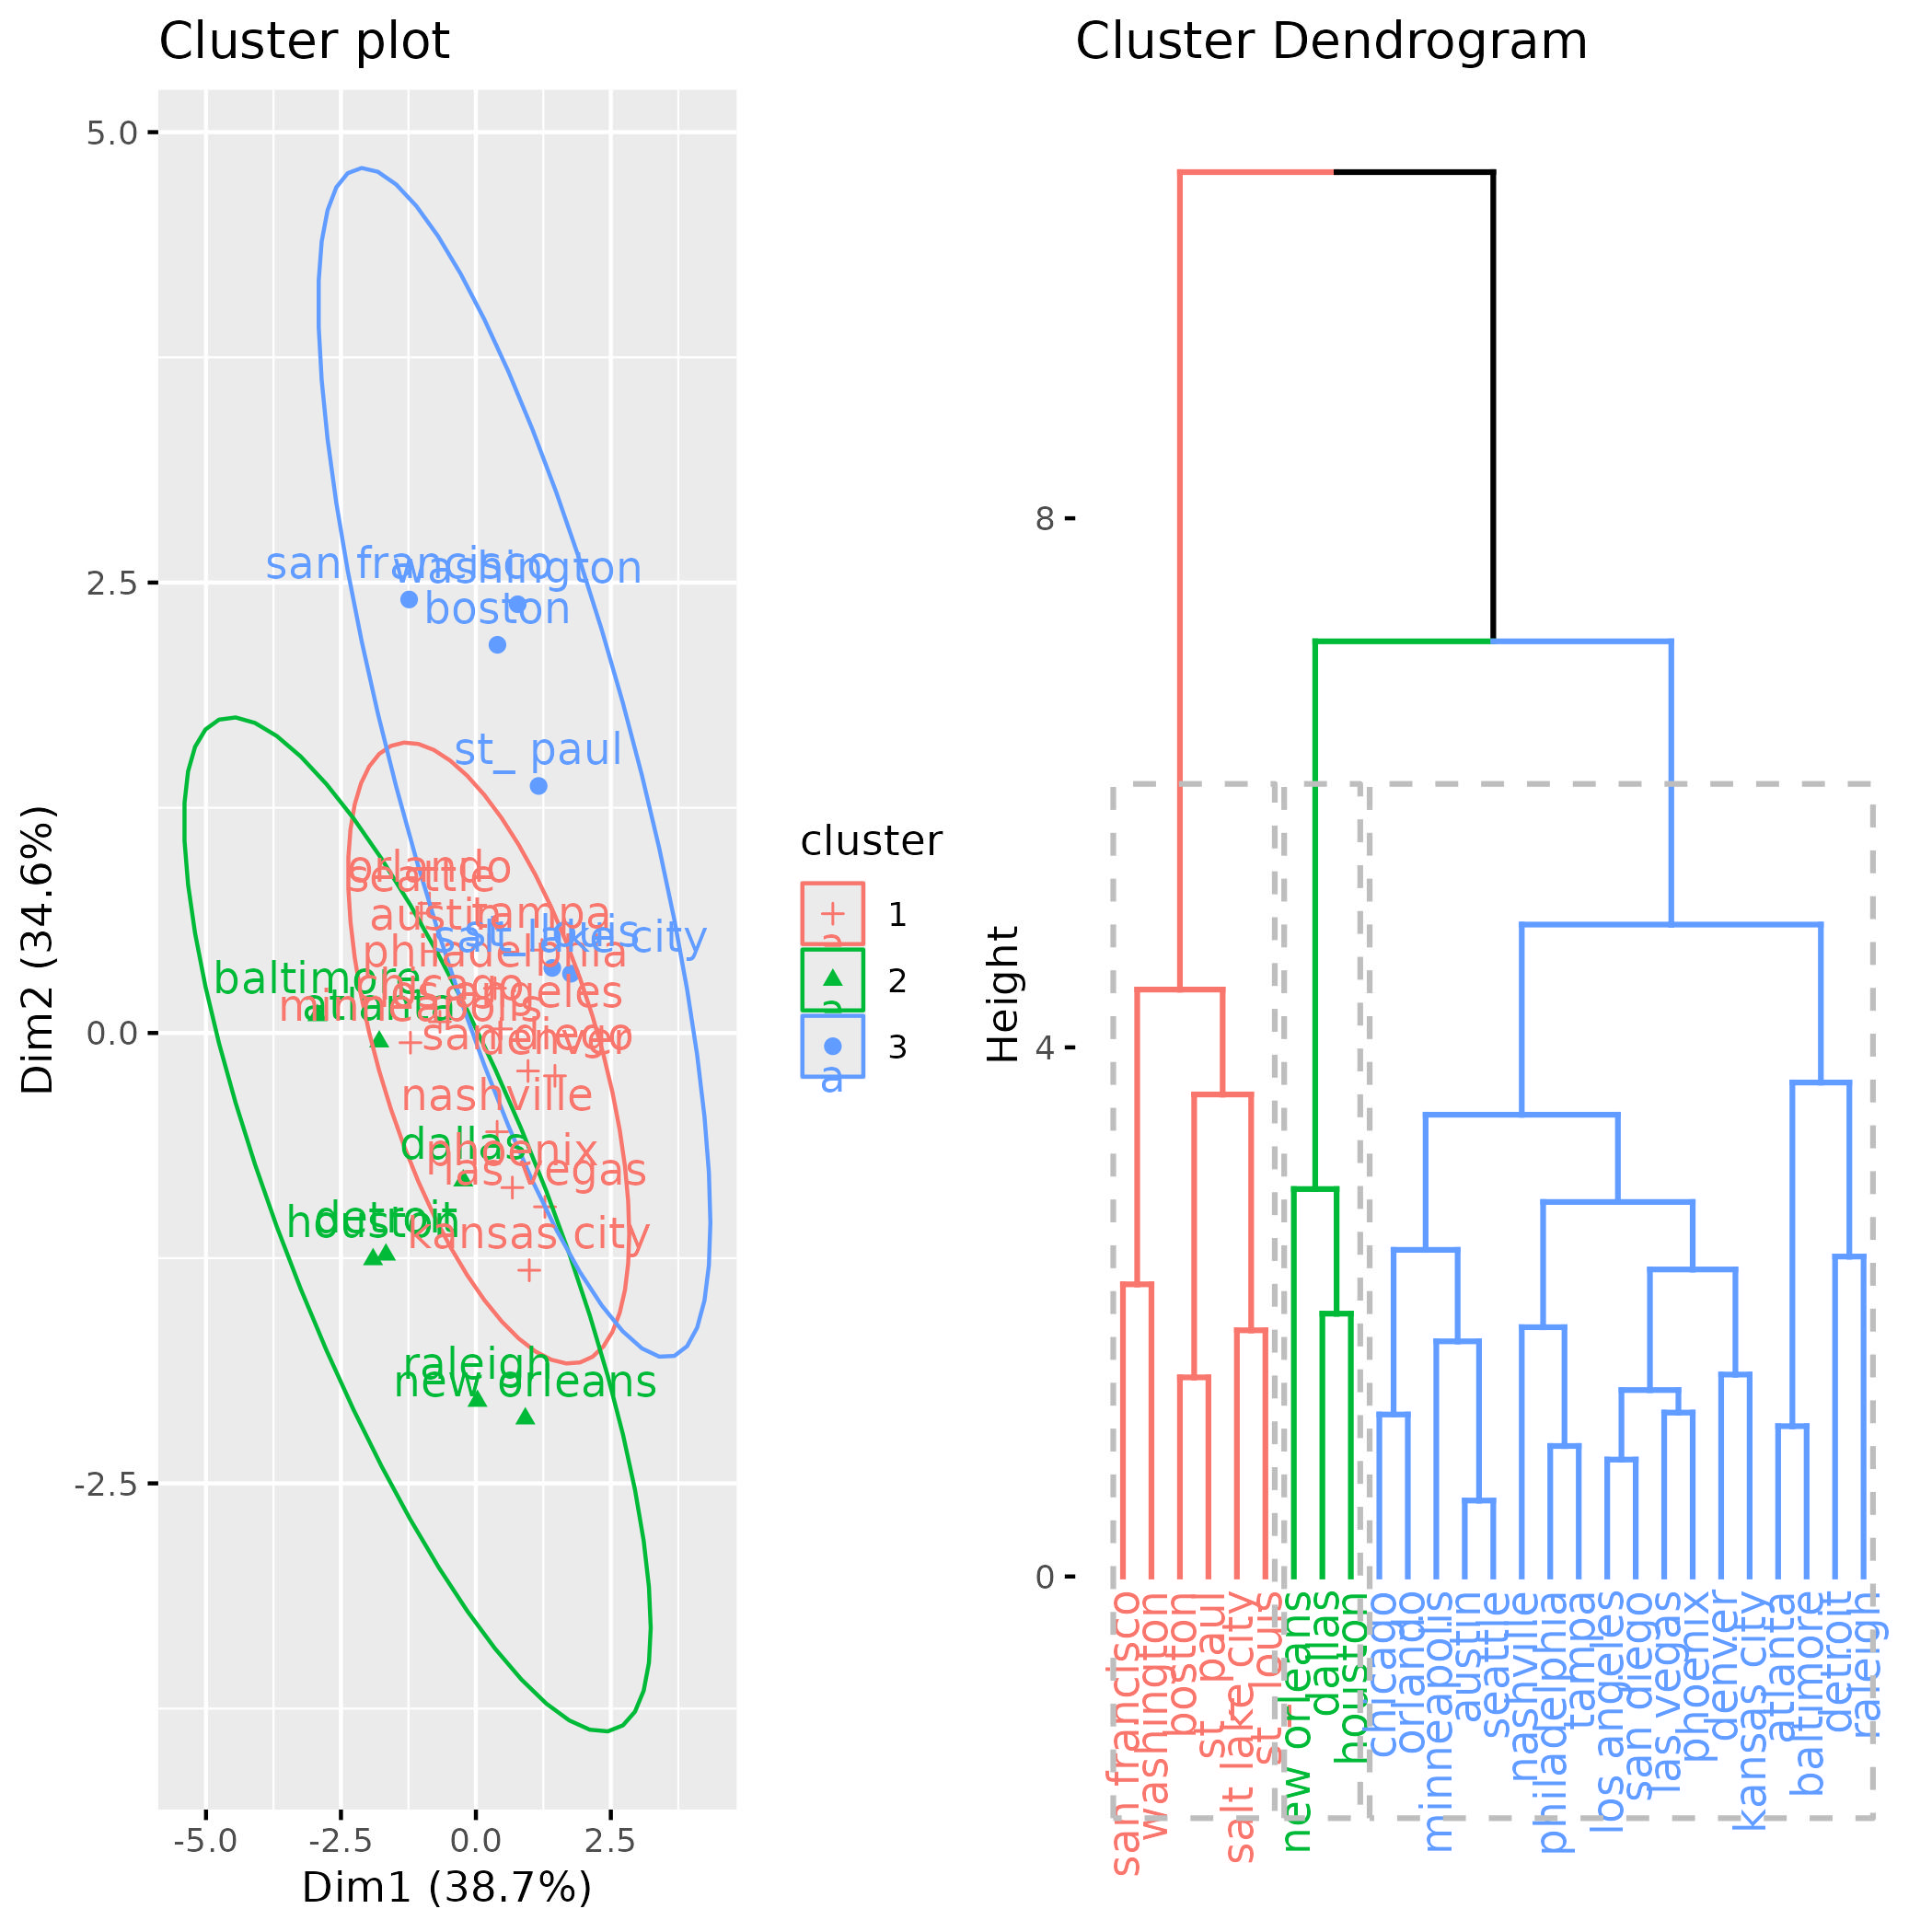 Cluster plot
5.0
2.5
0.0
-2.5
Dim2 (34.6%)
-5.0
-2.5
0.0
2.5
Dim1 (38.7%)
san francisco
washington
boston
st_ paul
orlando
seattle
austin
tampa
st_ louis
salt lake city
philadelphia
baltimore
chicago
los angeles
minneapolis
atlanta
san diego
denver
nashville
dallas
phoenix
las vegas
detroit
houston
kansas city
raleigh
new orleans
cluster
a
1
a
2
a
3
Cluster Dendrogram
8
4
0
Height
san francisco
washington
boston
st_ paul
salt lake city
st_ louis
new orleans
dallas
houston
chicago
orlando
minneapolis
austin
seattle
nashville
philadelphia
tampa
los angeles
san diego
las vegas
phoenix
denver
kansas city
atlanta
baltimore
detroit
raleigh